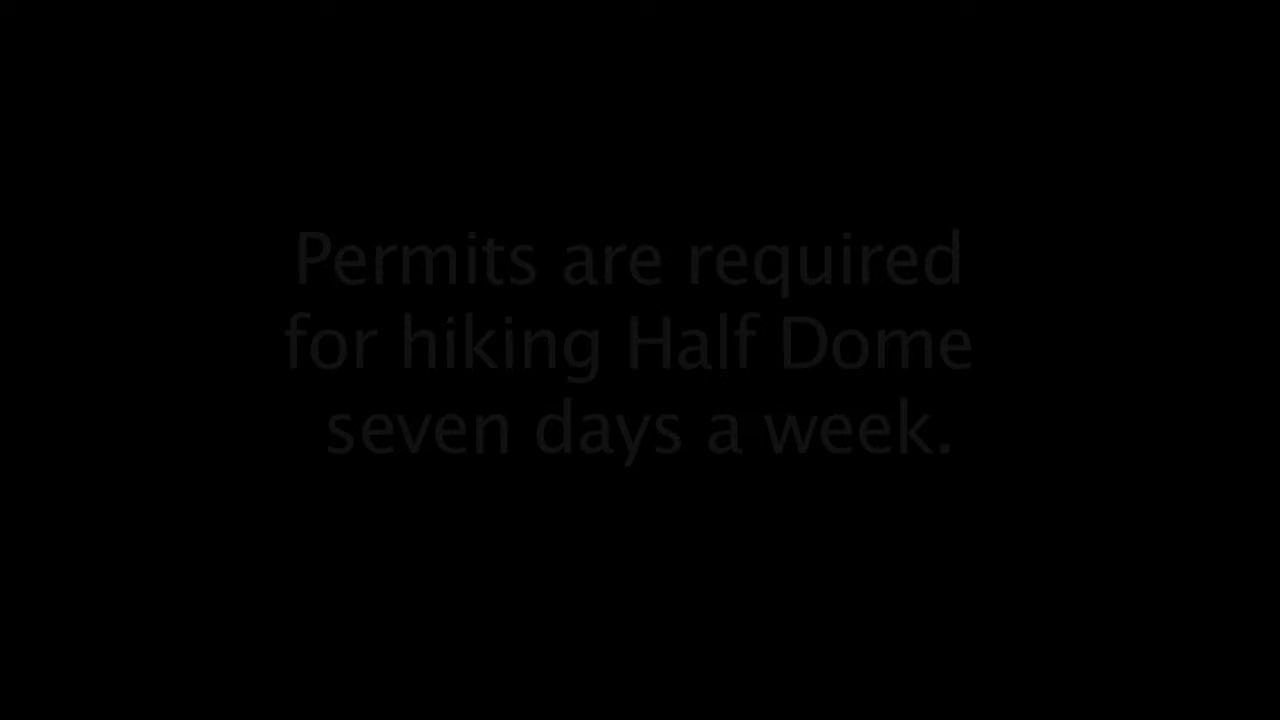 Permits are required
for hiking Half Dome
seven days a week.